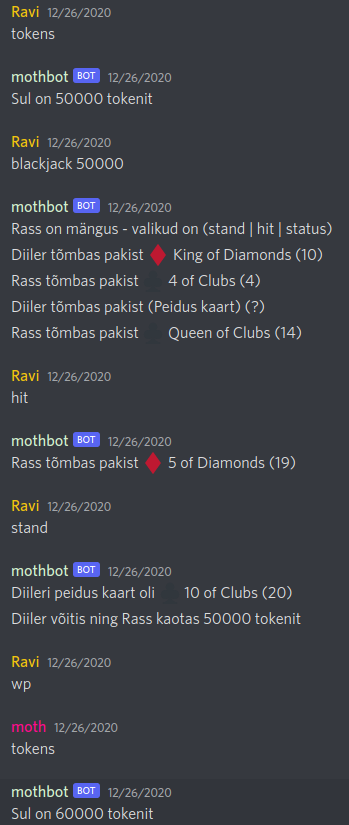 Ravi 12/26/2020
tokens
mothbot BOT 12/26/2020
Sul on 50000 tokenit
Ravi 12/26/2020
blackjack 50000
mothbot BOT 12/26/2020
Rass on mängus - valikud on (stand | hit | status)
Diiler tõmbas pakist ♦ King of Diamonds (10)
Rass tõmbas pakist ♣ 4 of Clubs (4)
Diiler tõmbas pakist (Peidus kaart) (?)
Rass tõmbas pakist ♣ Queen of Clubs (14)
Ravi 12/26/2020
hit
mothbot BOT 12/26/2020
Rass tõmbas pakist ♦ 5 of Diamonds (19)
Ravi 12/26/2020
stand
mothbot BOT 12/26/2020
Diileri peidus kaart oli ♣ 10 of Clubs (20)
Diiler võitis ning Rass kaotas 50000 tokenit
Ravi 12/26/2020
wp
moth 12/26/2020
tokens
mothbot BOT 12/26/2020
Sul on 60000 tokenit